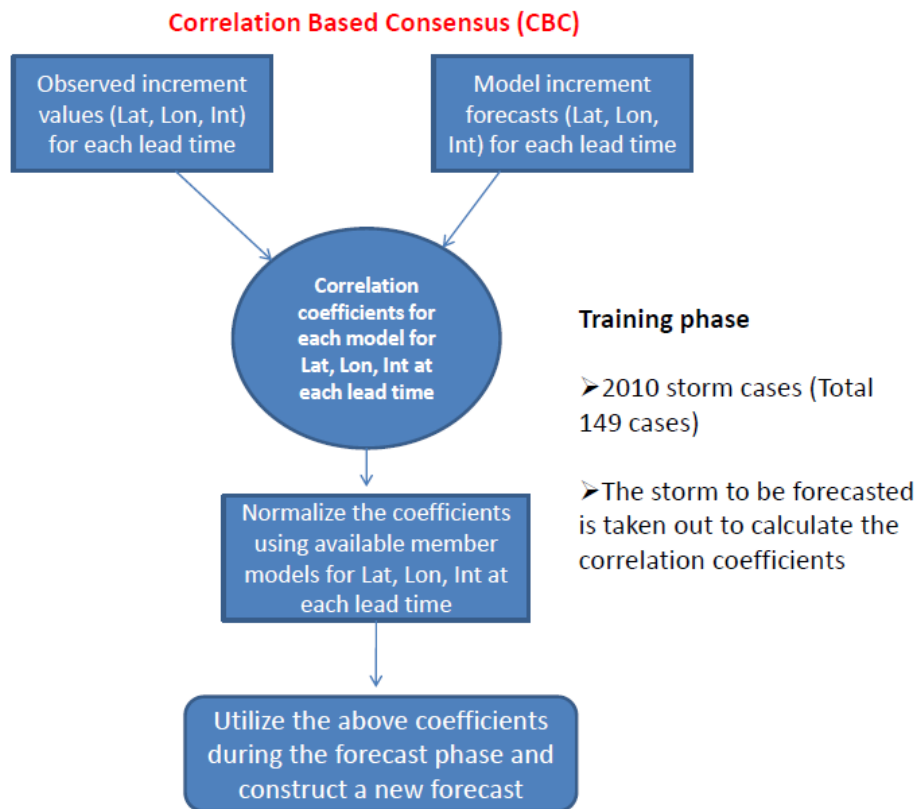 Correlation Based Consensus (CBC)
Observed increment
values (Lat, Lon, Int)
for each lead time
Model increment
forecasts (Lat, Lon,
Int) for each lead time
Correlation
coefficients for
each model for
Lat, Lon, Int at
each lead time
Training phase
➢2010 storm cases (Total
149 cases)
➢The storm to be forecasted
is taken out to calculate the
correlation coefficients
Normalize the coefficients
using available member
models for Lat, Lon, Int at
each lead time
Utilize the above coefficients
during the forecast phase and
construct a new forecast